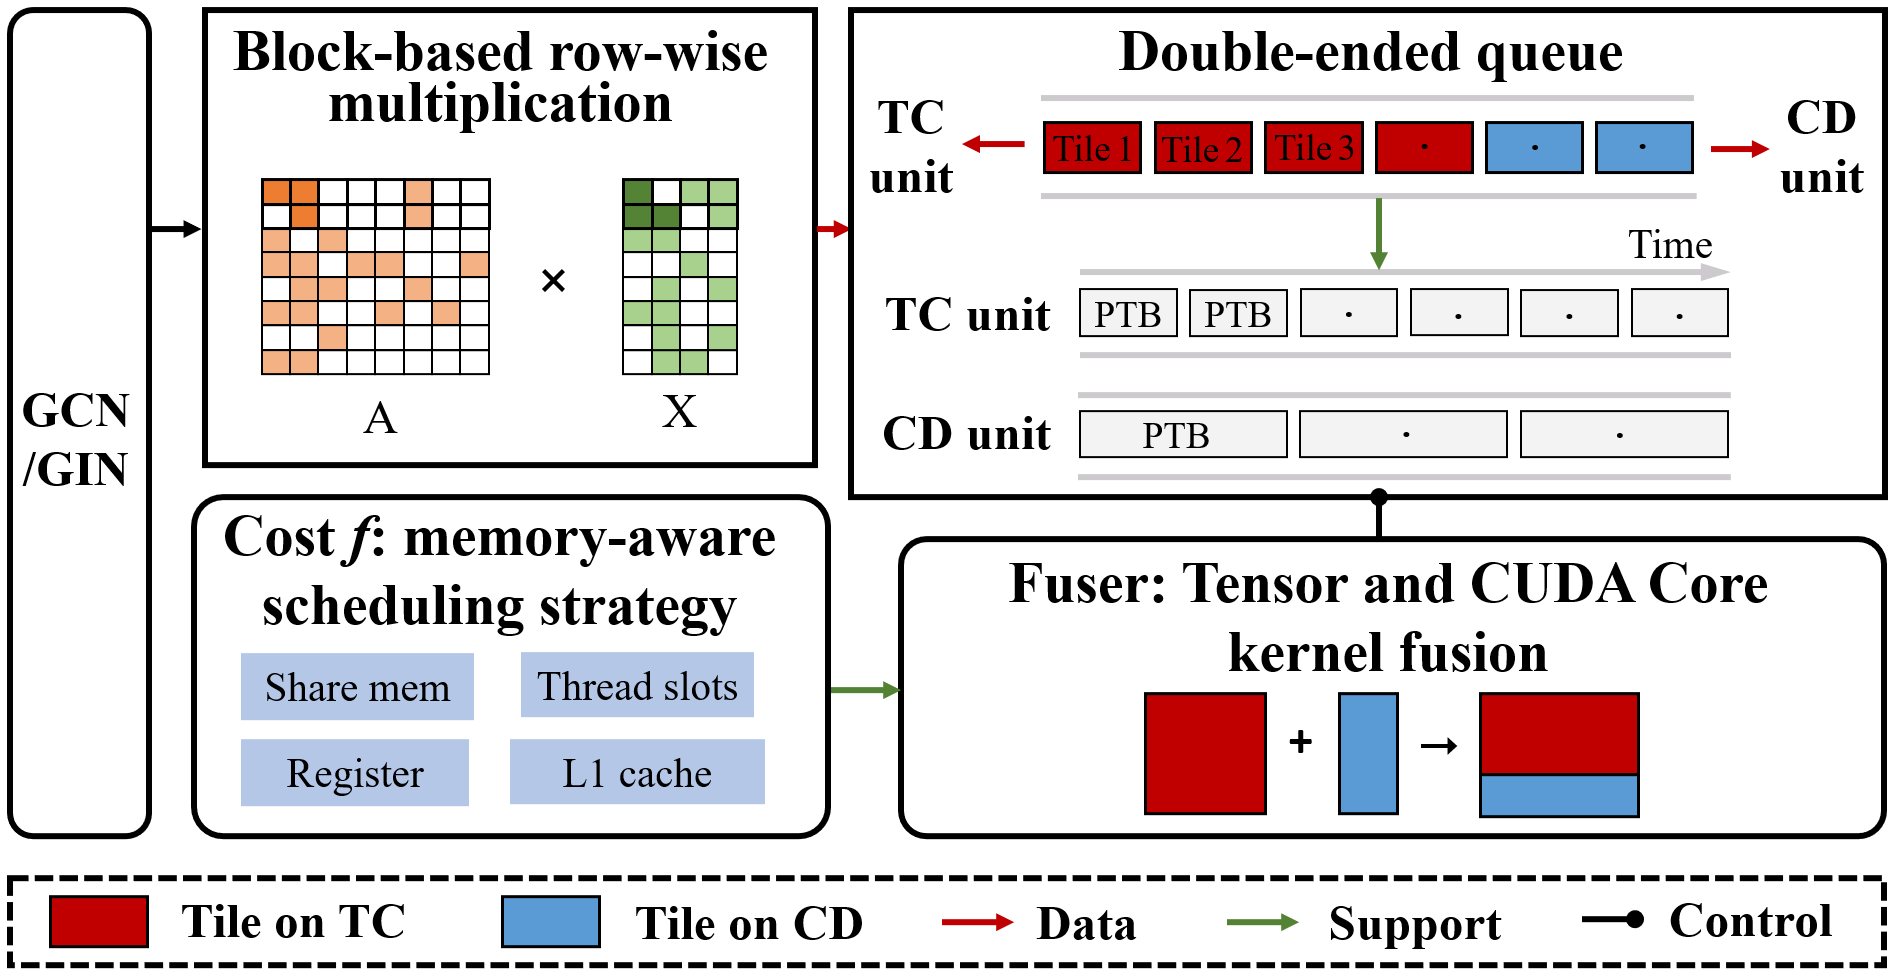 GCN
/GIN
Block-based row-wise
multiplication
×
A
X
Double-ended queue
TC
unit
Tile 1
Tile 2
Tile 3
·
·
·
CD
unit
Time
TC unit
PTB
PTB
·
·
·
·
CD unit
PTB
·
·
Cost f: memory-aware
scheduling strategy
Share mem
Thread slots
Register
L1 cache
Fuser: Tensor and CUDA Core
kernel fusion
+
Tile on TC
Tile on CD
Data
Support
Control